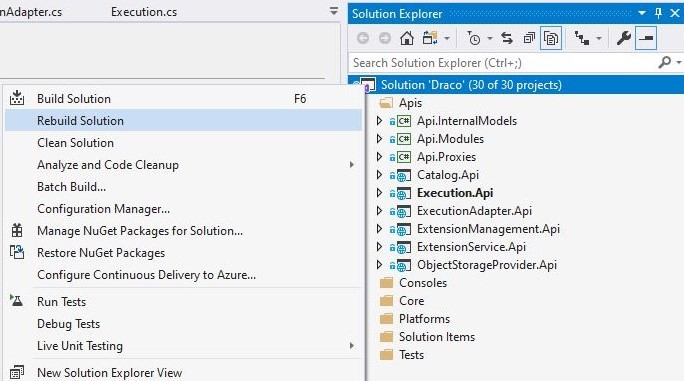 nAdapter.cs
Execution.cs
Solution Explorer
Search Solution Explorer (Ctrl+;)
Solution 'Draco' (30 of 30 projects)
Apis
C# Api.InternalModels
C# Api.Modules
C# Api.Proxies
Catalog.Api
Execution.Api
ExecutionAdapter.Api
ExtensionManagement.Api
ExtensionService.Api
ObjectStorageProvider.Api
Consoles
Core
Platforms
Solution Items
Tests
Build Solution F6
Rebuild Solution
Clean Solution
Analyze and Code Cleanup
Batch Build...
Configuration Manager...
Manage NuGet Packages for Solution...
Restore NuGet Packages
Configure Continuous Delivery to Azure...
Run Tests
Debug Tests
Live Unit Testing
New Solution Explorer View